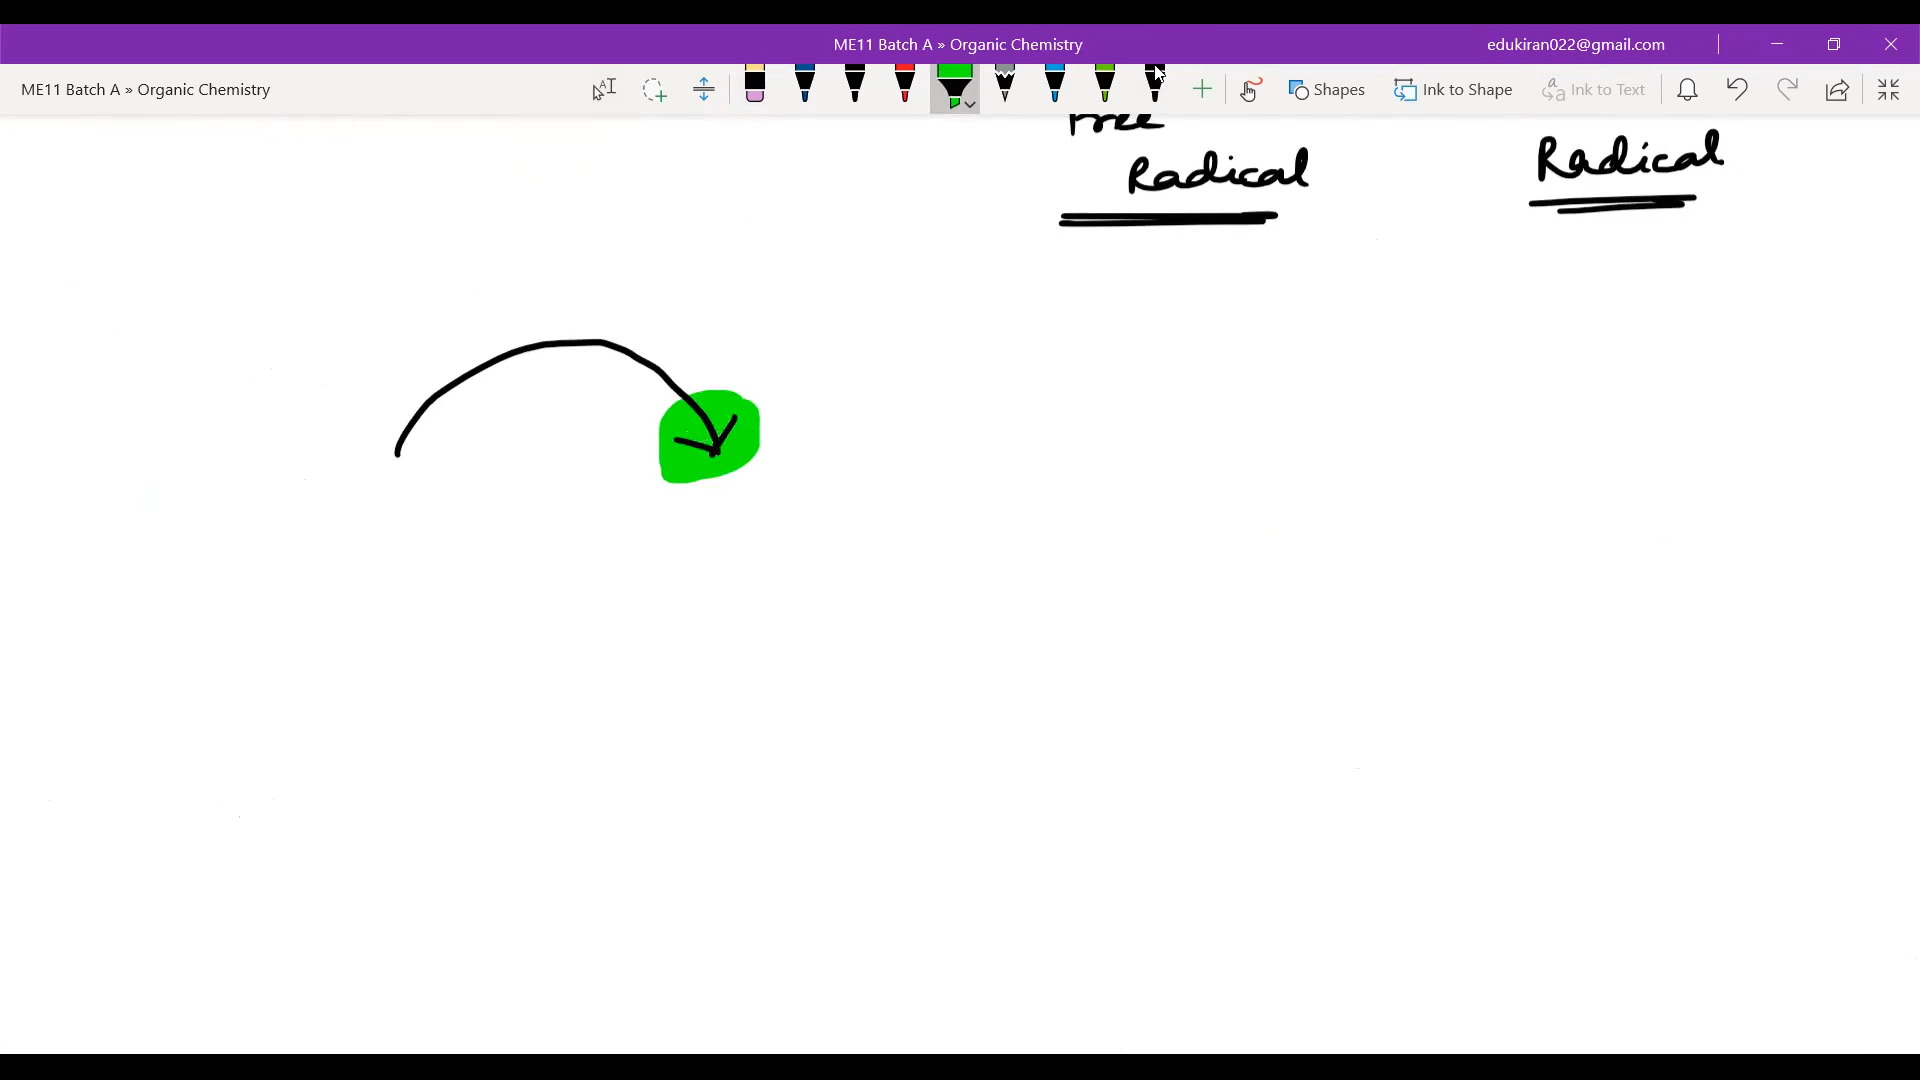 ME11 Batch A » Organic Chemistry
edukiran022@gmail.com
ME11 Batch A » Organic Chemistry
Shapes
Ink to Shape
Ink to Text
Free
Radical
Radical